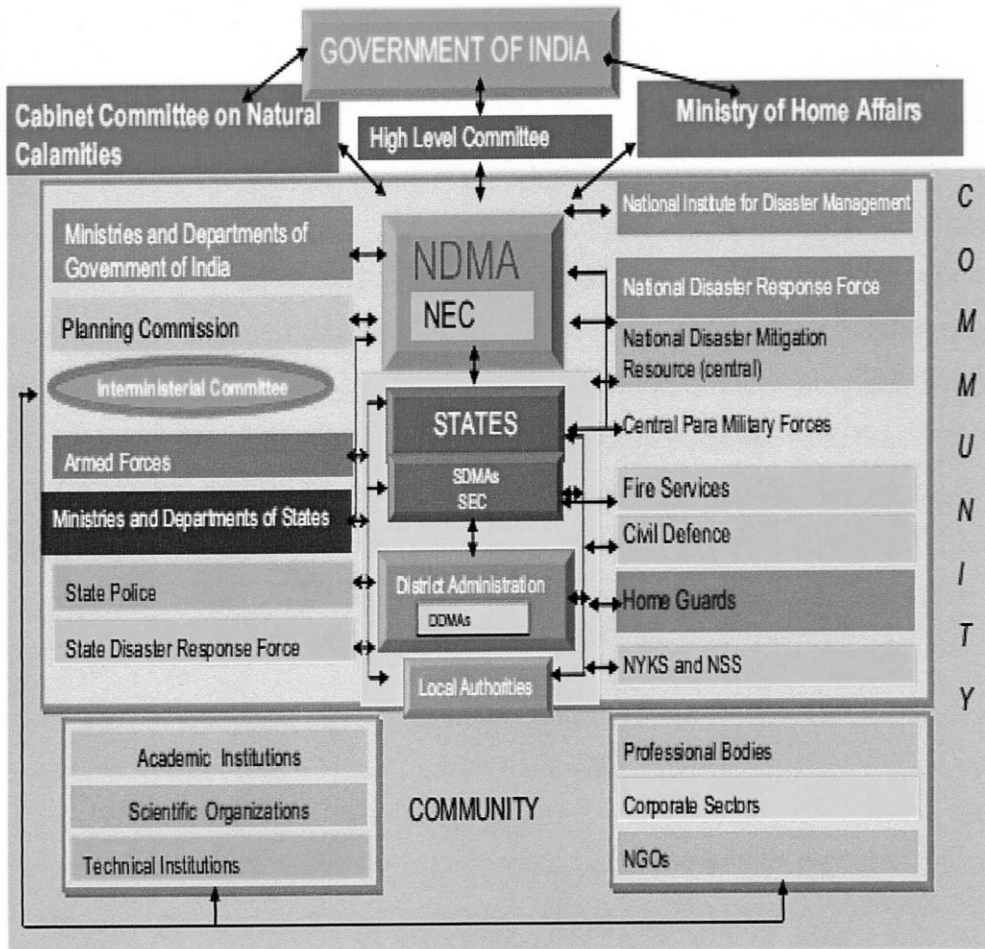 GOVERNMENT OF INDIA
Cabinet Committee on Natural
Calamities
High Level Committee
Ministry of Home Affairs
Ministries and Departments of
Government of India
Planning Commission
Interministerial Committee
Armed Forces
Ministries and Departments of States
State Police
State Disaster Response Force
NDMA
NEC
STATES
SDMAs
SEC
District Administration
DDMAs
Local Authorities
National Institute for Disaster Management
National Disaster Response Force
National Disaster Mitigation
Resource (central)
Central Para Military Forces
Fire Services
Civil Defence
Home Guards
NYKS and NSS
C
O
M
M
U
N
I
T
Y
Academic Institutions
Scientific Organizations
Technical Institutions
COMMUNITY
Professional Bodies
Corporate Sectors
NGOs